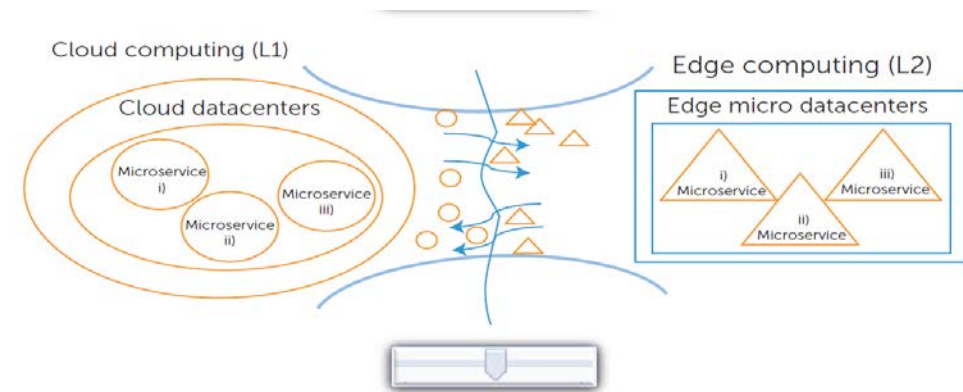 Cloud computing (L1)
Cloud datacenters
Microservice
i)
Microservice
ii)
Microservice
iii)
Edge computing (L2)
Edge micro datacenters
i)
Microservice
ii)
Microservice
iii)
Microservice